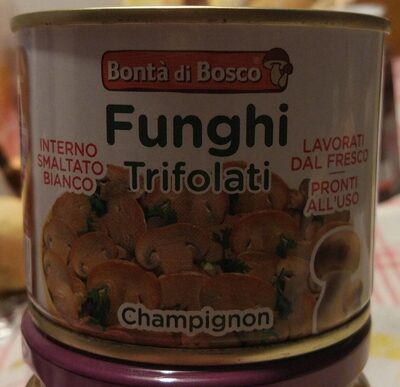 Bontà di Bosco
Funghi
Trifolati
INTERNO
SMALTATO
BIANCO
LAVORATI
DAL FRESCO
PRONTI
ALL'USO
Champignon